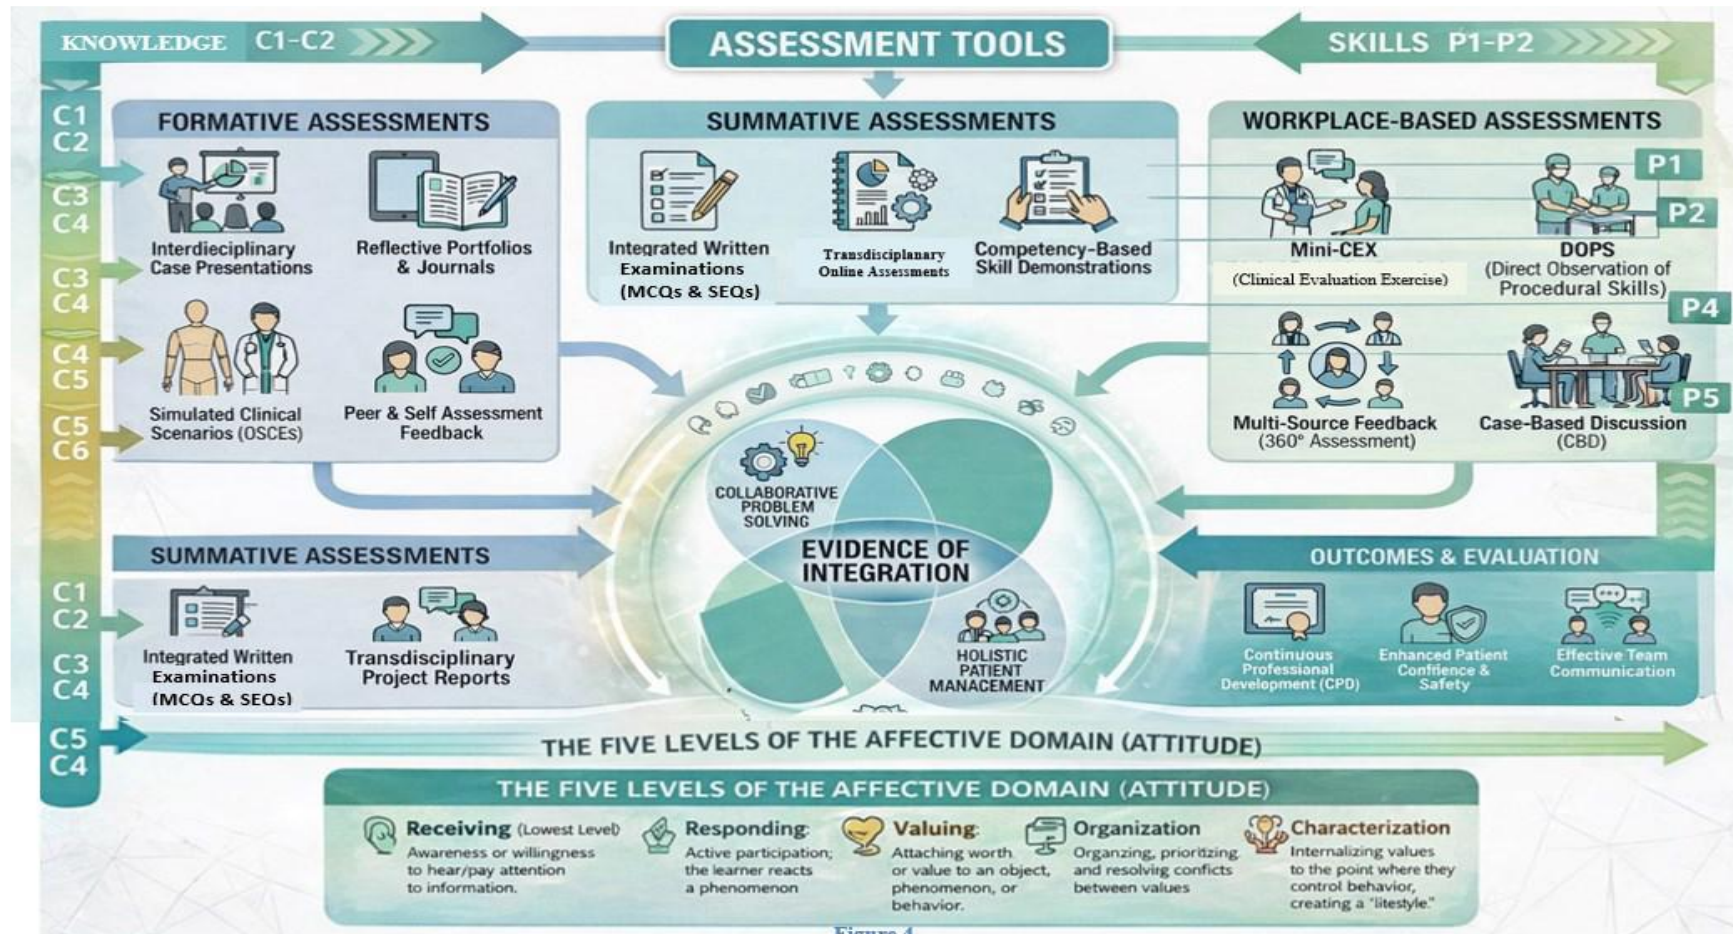 KNOWLEDGE C1-C2
ASSESSMENT TOOLS
SKILLS P1-P2
C1
C2
C3
C4
C3
C4
C4
C5
C5
C6
FORMATIVE ASSESSMENTS
Interdieciplinary
Case Presentations
Reflective Portfolios
& Journals
Simulated Clinical
Scenarios (OSCEs)
Peer & Self Assessment
Feedback
SUMMATIVE ASSESSMENTS
Integrated Written
Examinations
(MCQs & SEQs)
Transdisciplanary
Online Assessments
Competency-Based
Skill Demonstrations
WORKPLACE-BASED ASSESSMENTS
Mini-CEX
(Clinical Evaluation Exercise)
DOPS
(Direct Observation of
Procedural Skills)
Multi-Source Feedback
(360° Assessment)
Case-Based Discussion
(CBD)
P1
P2
P4
P5
COLLABORATIVE
PROBLEM
SOLVING
EVIDENCE OF
INTEGRATION
HOLISTIC
PATIENT
MANAGEMENT
C1
C2
C3
C4
C5
C4
SUMMATIVE ASSESSMENTS
Integrated Written
Examinations
(MCQs & SEQs)
Transdisciplinary
Project Reports
OUTCOMES & EVALUATION
Continuous
Professional
Development (CPD)
Enhanced Patient
Confrience &
Safety
Effective Team
Communication
THE FIVE LEVELS OF THE AFFECTIVE DOMAIN (ATTITUDE)
THE FIVE LEVELS OF THE AFFECTIVE DOMAIN (ATTITUDE)
Receiving (Lowest Level)
Awareness or willingness
to hear/pay attention
to information.
Responding:
Active participation;
the learner reacts
a phenomenon
Valuing:
Attaching worth
or value to an object,
phenomenon, or
behavior.
Organization
Organzing, prioritizing
and resolving conficts
between values
Characterization
Internalizing values
to the point where they
control behavior,
creating a "litestyle."
Figure 4